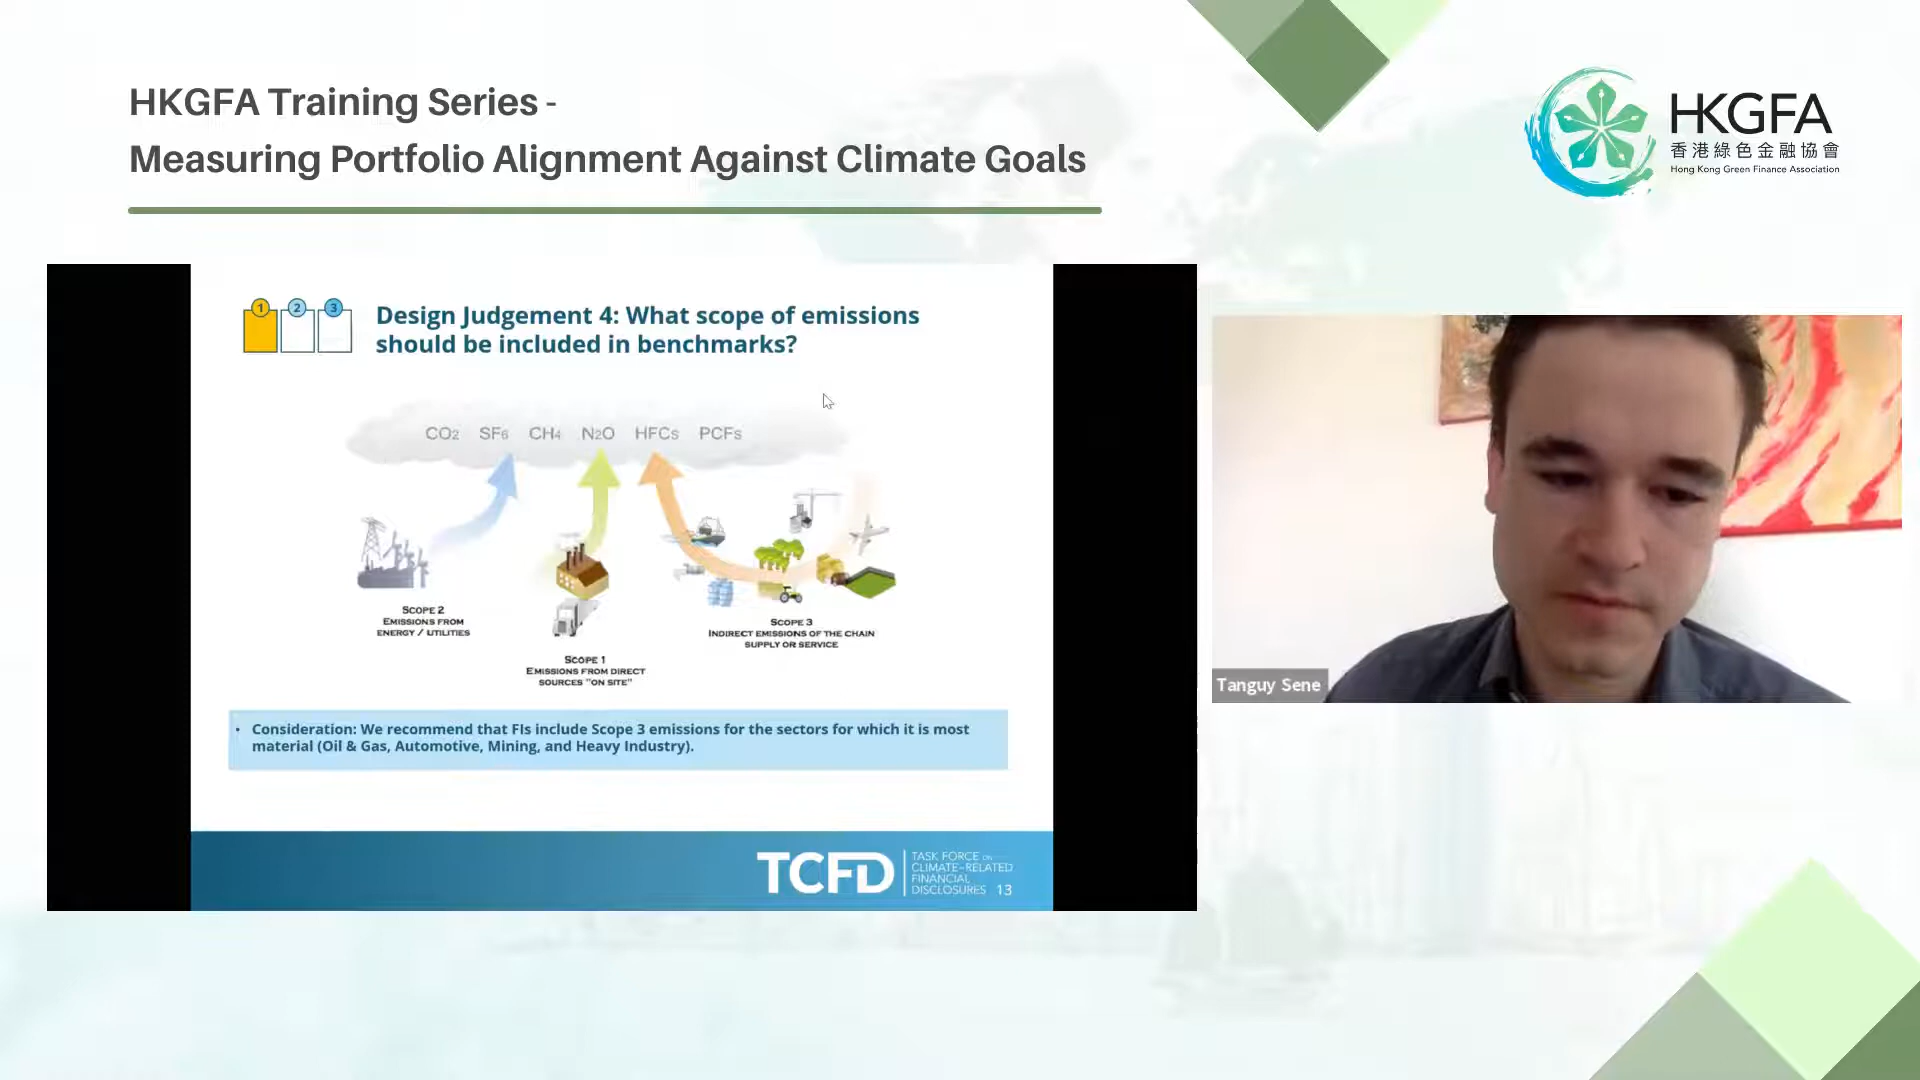 HKGFA Training Series -
Measuring Portfolio Alignment Against Climate Goals
HKGFA
香港綠色金融協會
Hong Kong Green Finance Association
1 2 3
Design Judgement 4: What scope of emissions
should be included in benchmarks?
CO2 SF6 CH4 N2O HFCs PCFs
SCOPE 2
EMISSIONS FROM
ENERGY / UTILITIES
SCOPE 1
EMISSIONS FROM DIRECT
SOURCES "ON SITE"
SCOPE 3
INDIRECT EMISSIONS OF THE CHAIN
SUPPLY OR SERVICE
• Consideration: We recommend that FIs include Scope 3 emissions for the sectors for which it is most
material (Oil & Gas, Automotive, Mining, and Heavy Industry).
TCFD
TASK FORCE ON
CLIMATE-RELATED
FINANCIAL
DISCLOSURES 13
Tanguy Sene